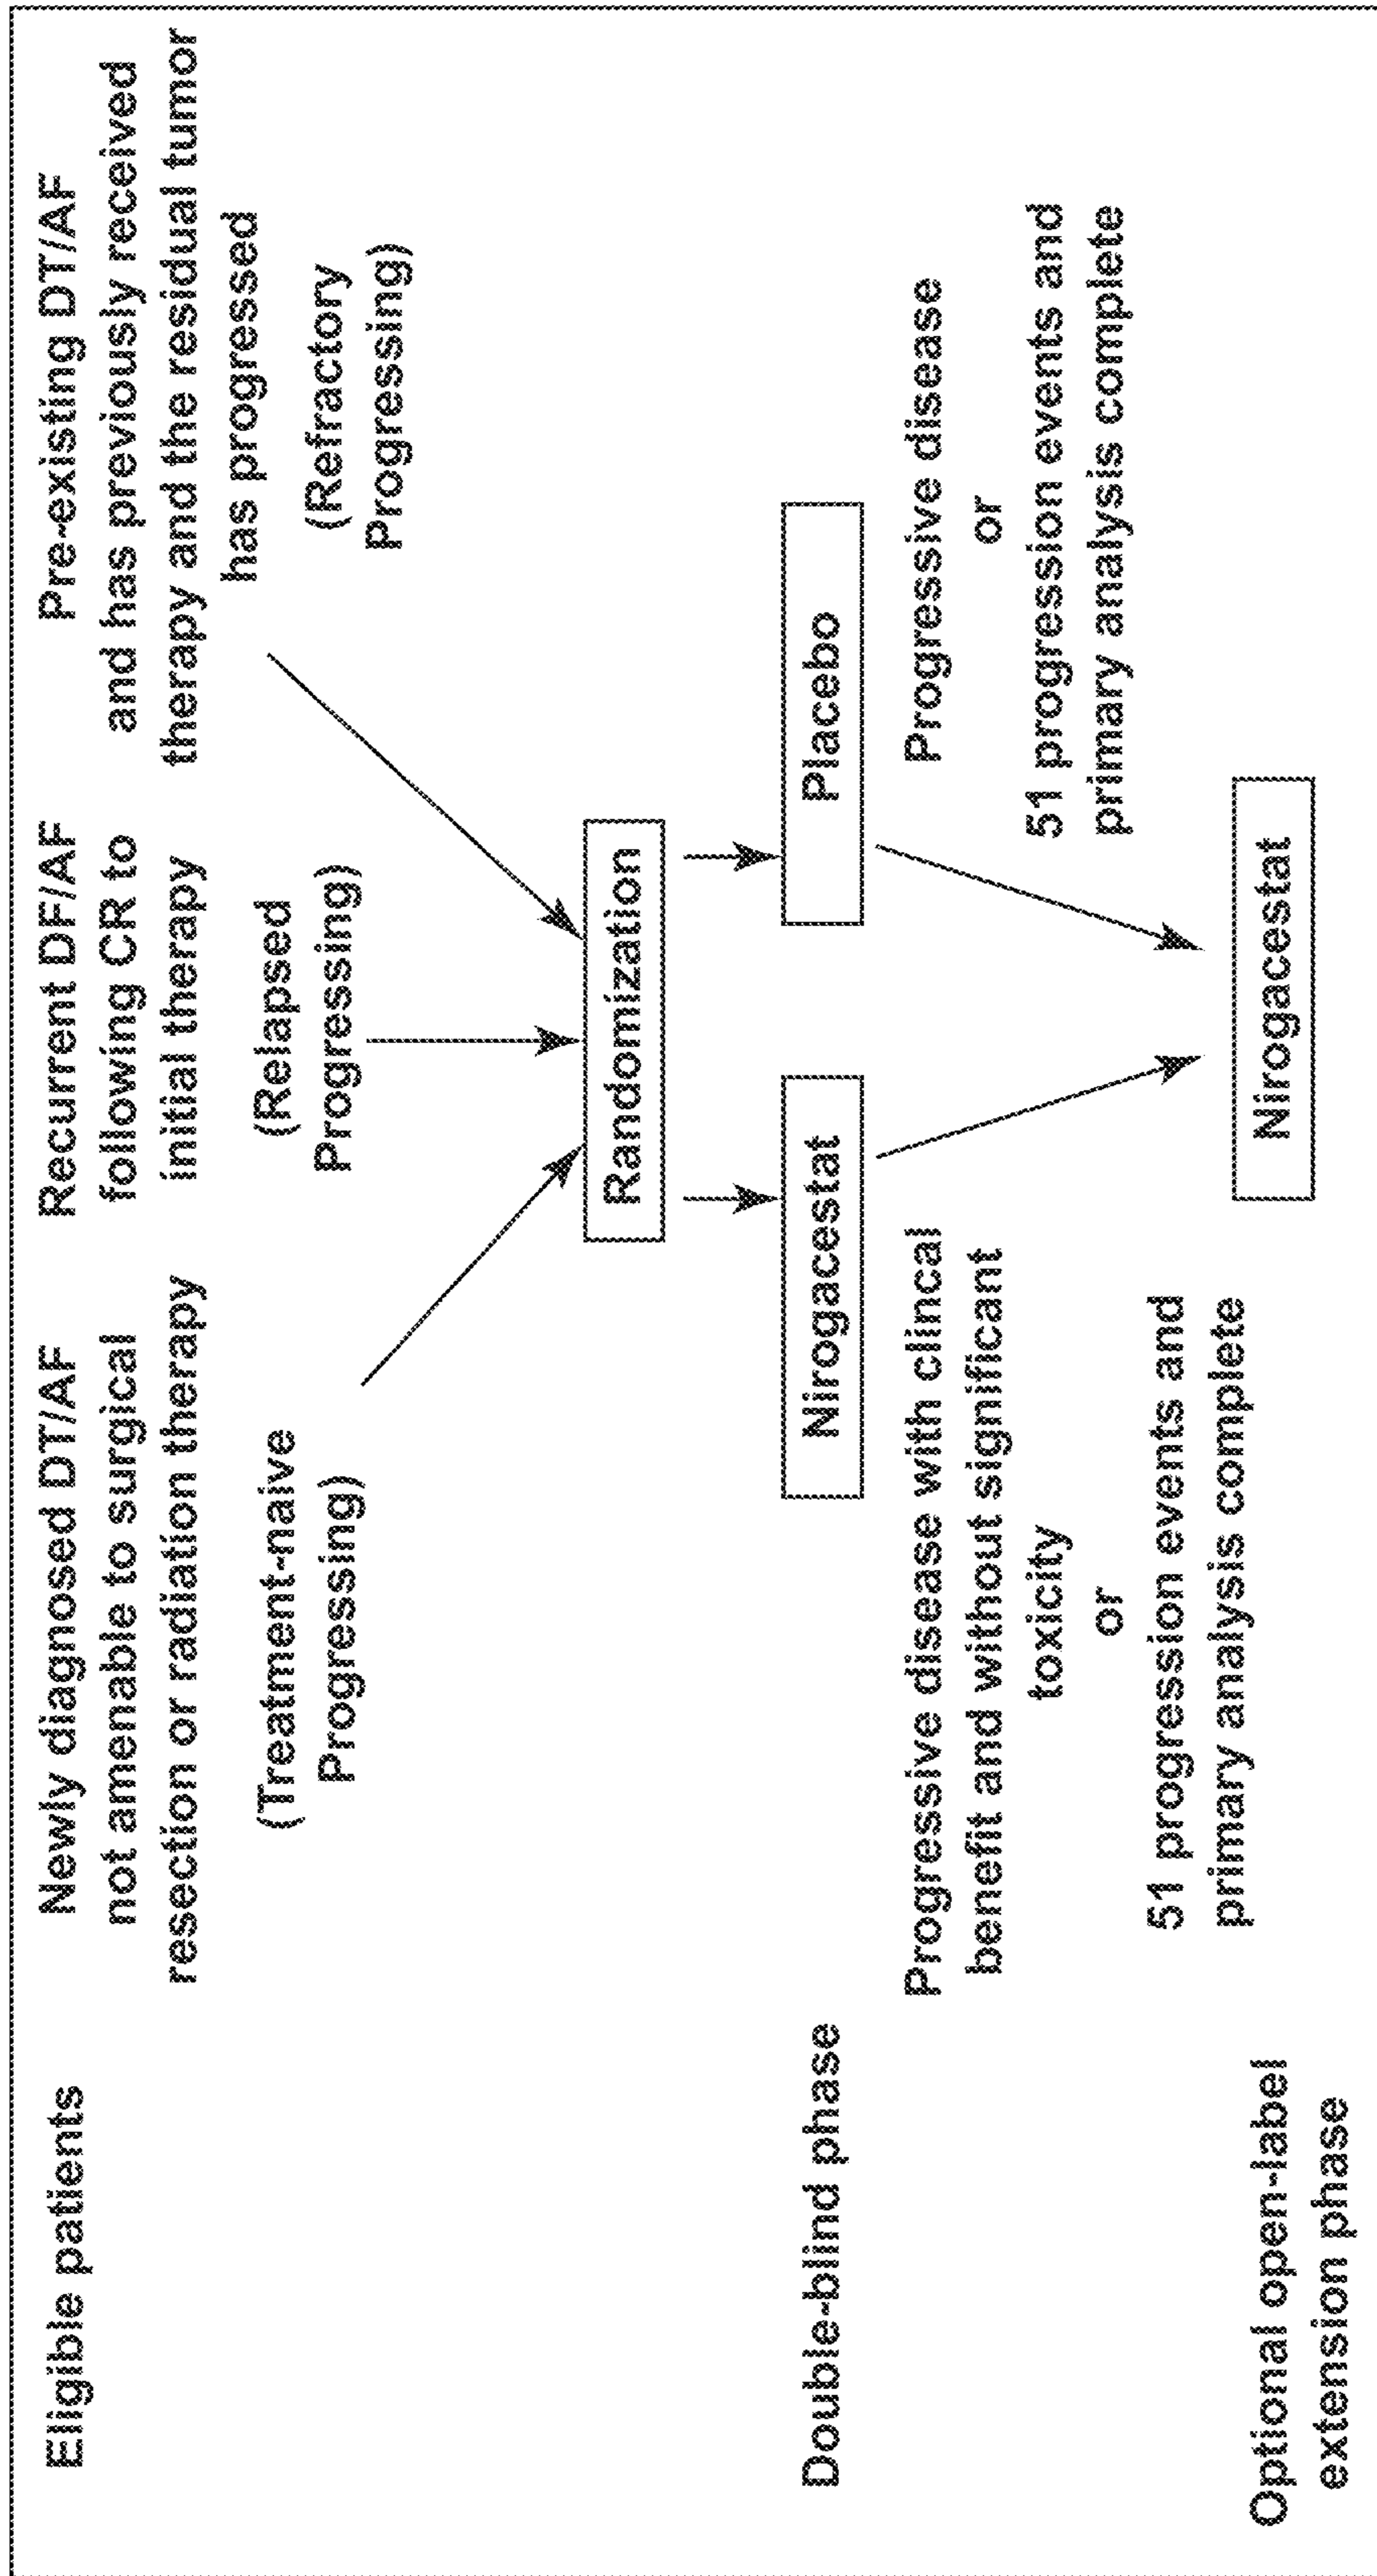 Eligible patients
Newly diagnosed DT/AF
not amenable to surgical
resection or radiation therapy
(Treatment-naive
Progressing)
Recurrent DF/AF
following CR to
initial therapy
(Relapsed
Progressing)
Pre-existing DT/AF
and has previously received
therapy and the residual tumor
has progressed
(Refractory
Progressing)
Randomization
Double-blind phase
Nirogacestat
Placebo
Progressive disease with clincal
benefit and without significant
toxicity
or
51 progression events and
primary analysis complete
Progressive disease
or
51 progression events and
primary analysis complete
Optional open-label
extension phase
Nirogacestat